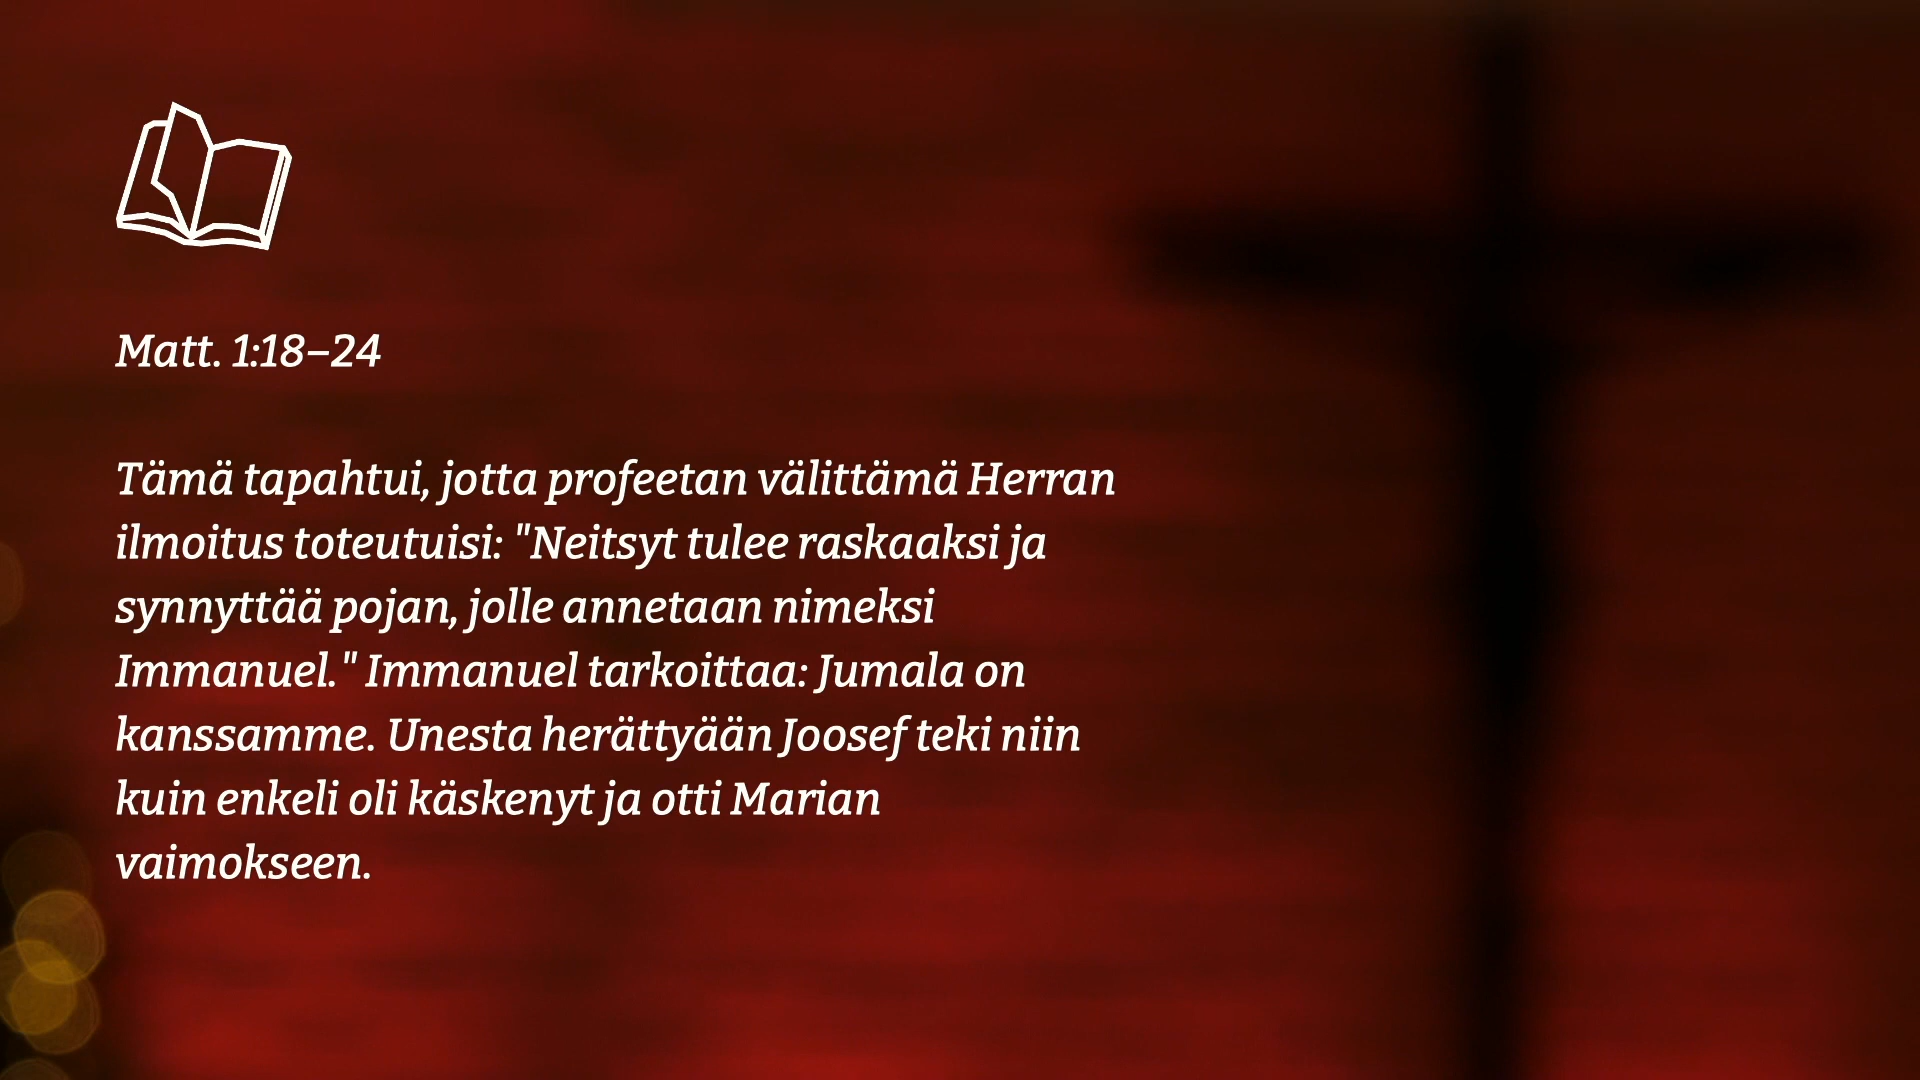 Matt. 1:18–24
Tämä tapahtui, jotta profeetan välittämä Herran
ilmoitus toteutuisi: "Neitsyt tulee raskaaksi ja
synnyttää pojan, jolle annetaan nimeksi
Immanuel." Immanuel tarkoittaa: Jumala on
kanssamme. Unesta herättyään Joosef teki niin
kuin enkeli oli käskenyt ja otti Marian
vaimokseen.